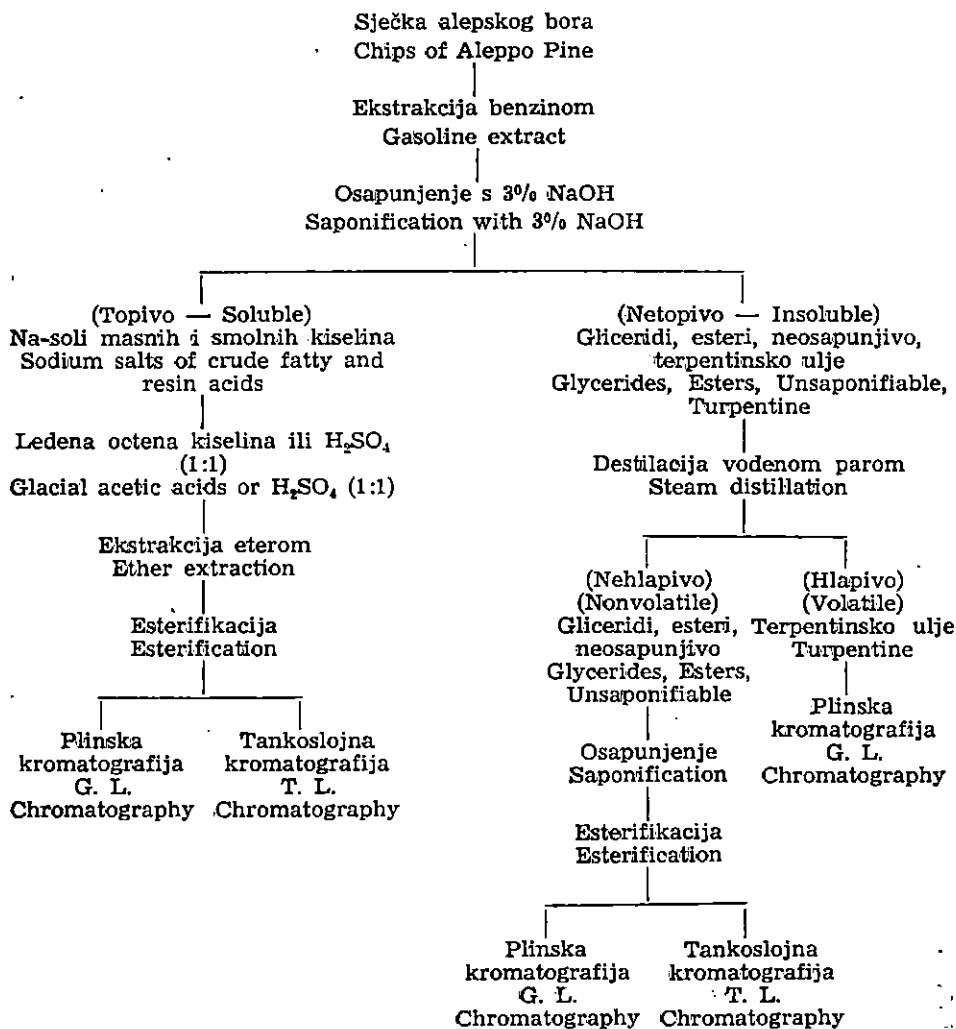 Sječka alepskog bora
Chips of Aleppo Pine
Ekstrakcija benzinom
Gasoline extract
Osapunjenje s 3% NaOH
Saponification with 3% NaOH
(Topivo — Soluble)
Na-soli masnih i smolnih kiselina
Sodium salts of crude fatty and
resin acids
Ledena octena kiselina ili H₂SO₄
(1:1)
Glacial acetic acids or H₂SO₄ (1:1)
Ekstrakcija eterom
Ether extraction
Esterifikacija
Esterification
Plinska
kromatografija
G. L.
Chromatography
Tankoslojna
kromatografija
T. L.
Chromatography
(Netopivo — Insoluble)
Gliceridi, esteri, neosapunjivo,
terpentinsko ulje
Glycerides, Esters, Unsaponifiable,
Turpentine
Destilacija vodenom parom
Steam distillation
(Nehlapivo)
(Nonvolatile)
Gliceridi, esteri,
neosapunjivo
Glycerides, Esters,
Unsaponifiable
Osapunjenje
Saponification
Esterifikacija
Esterification
Plinska
kromatografija
G. L.
Chromatography
Tankoslojna
kromatografija
T. L.
Chromatography
(Hlapivo)
(Volatile)
Terpentinsko ulje
Turpentine
Plinska
kromatografija
G. L.
Chromatography